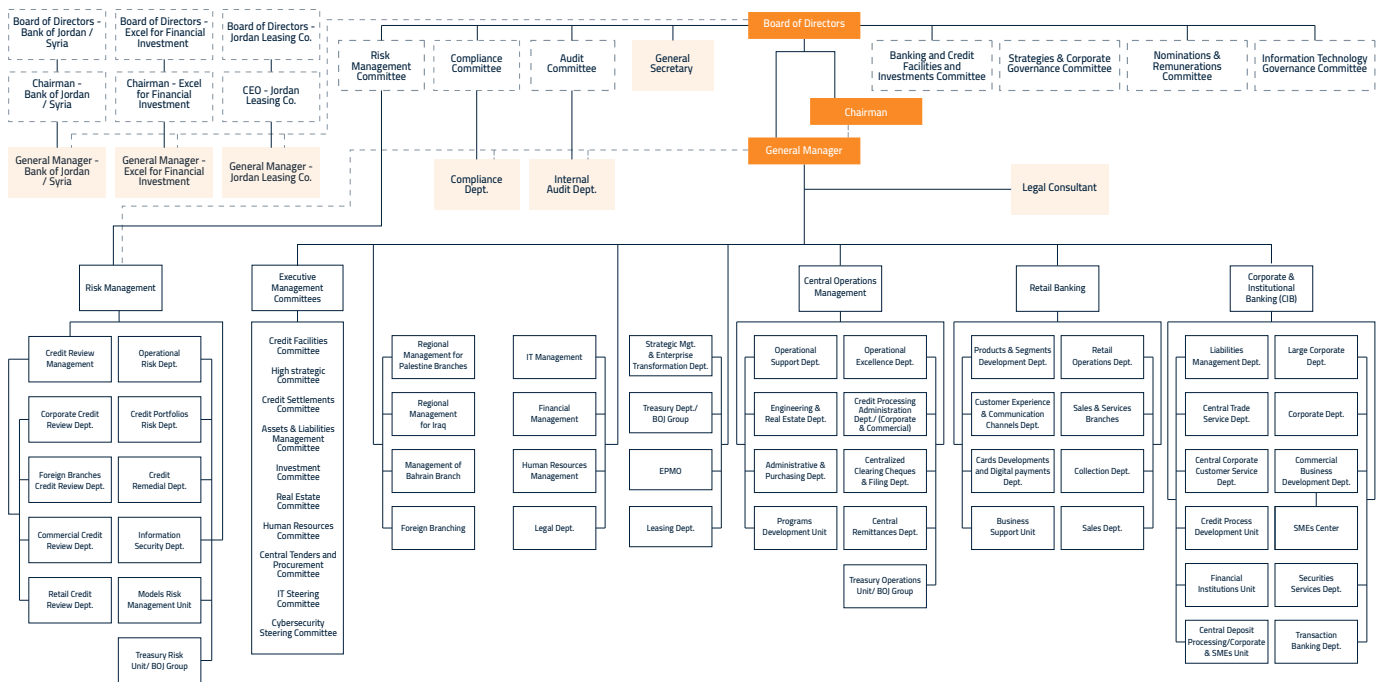 Board of Directors -
Bank of Jordan /
Syria
Board of Directors -
Excel for Financial
Investment
Board of Directors -
Jordan Leasing Co.
Board of Directors
Risk
Management
Committee
Compliance
Committee
Audit
Committee
General
Secretary
Banking and Credit
Facilities and
Investments Committee
Strategies & Corporate
Governance Committee
Nominations &
Remunerations
Committee
Information Technology
Governance Committee
Chairman -
Bank of Jordan
/ Syria
Chairman - Excel
for Financial
Investment
CEO - Jordan
Leasing Co.
Chairman
General Manager
General Manager -
Bank of Jordan
/ Syria
General Manager -
Excel for Financial
Investment
General Manager -
Jordan Leasing Co.
Compliance
Dept.
Internal
Audit Dept.
Legal Consultant
Risk Management
Executive
Management
Committees
Central Operations
Management
Retail Banking
Corporate &
Institutional
Banking (CIB)
Credit Review
Management
Operational
Risk Dept.
Corporate Credit
Review Dept.
Credit Portfolios
Risk Dept.
Foreign Branches
Credit Review Dept.
Credit
Remedial Dept.
Commercial Credit
Review Dept.
Information
Security Dept.
Retail Credit
Review Dept.
Models Risk
Management Unit
Treasury Risk
Unit/ BOJ Group
Credit Facilities
Committee
High strategic
Committee
Credit Settlements
Committee
Assets & Liabilities
Management
Committee
Investment
Committee
Real Estate
Committee
Human Resources
Committee
Central Tenders and
Procurement
Committee
IT Steering
Committee
Cybersecurity
Steering Committee
Regional
Management for
Palestine Branches
Regional
Management
for Iraq
Management of
Bahrain Branch
Foreign Branching
IT Management
Financial
Management
Human Resources
Management
Legal Dept.
Strategic Mgt.
& Enterprise
Transformation Dept.
Treasury Dept./
BOJ Group
EPMO
Leasing Dept.
Operational
Support Dept.
Operational
Excellence Dept.
Engineering &
Real Estate Dept.
Credit Processing
Administration
Dept./ (Corporate
& Commercial)
Administrative &
Purchasing Dept.
Centralized
Clearing Cheques
& Filing Dept.
Programs
Development Unit
Central
Remittances Dept.
Treasury Operations
Unit/ BOJ Group
Products & Segments
Development Dept.
Retail
Operations Dept.
Customer Experience
& Communication
Channels Dept.
Sales & Services
Branches
Cards Developments
and Digital payments
Dept.
Collection Dept.
Business
Support Unit
Sales Dept.
Liabilities
Management Dept.
Large Corporate
Dept.
Central Trade
Service Dept.
Corporate Dept.
Central Corporate
Customer Service
Dept.
Commercial
Business
Development Dept.
Credit Process
Development Unit
SMEs Center
Financial
Institutions Unit
Securities
Services Dept.
Central Deposit
Processing/Corporate
& SMEs Unit
Transaction
Banking Dept.